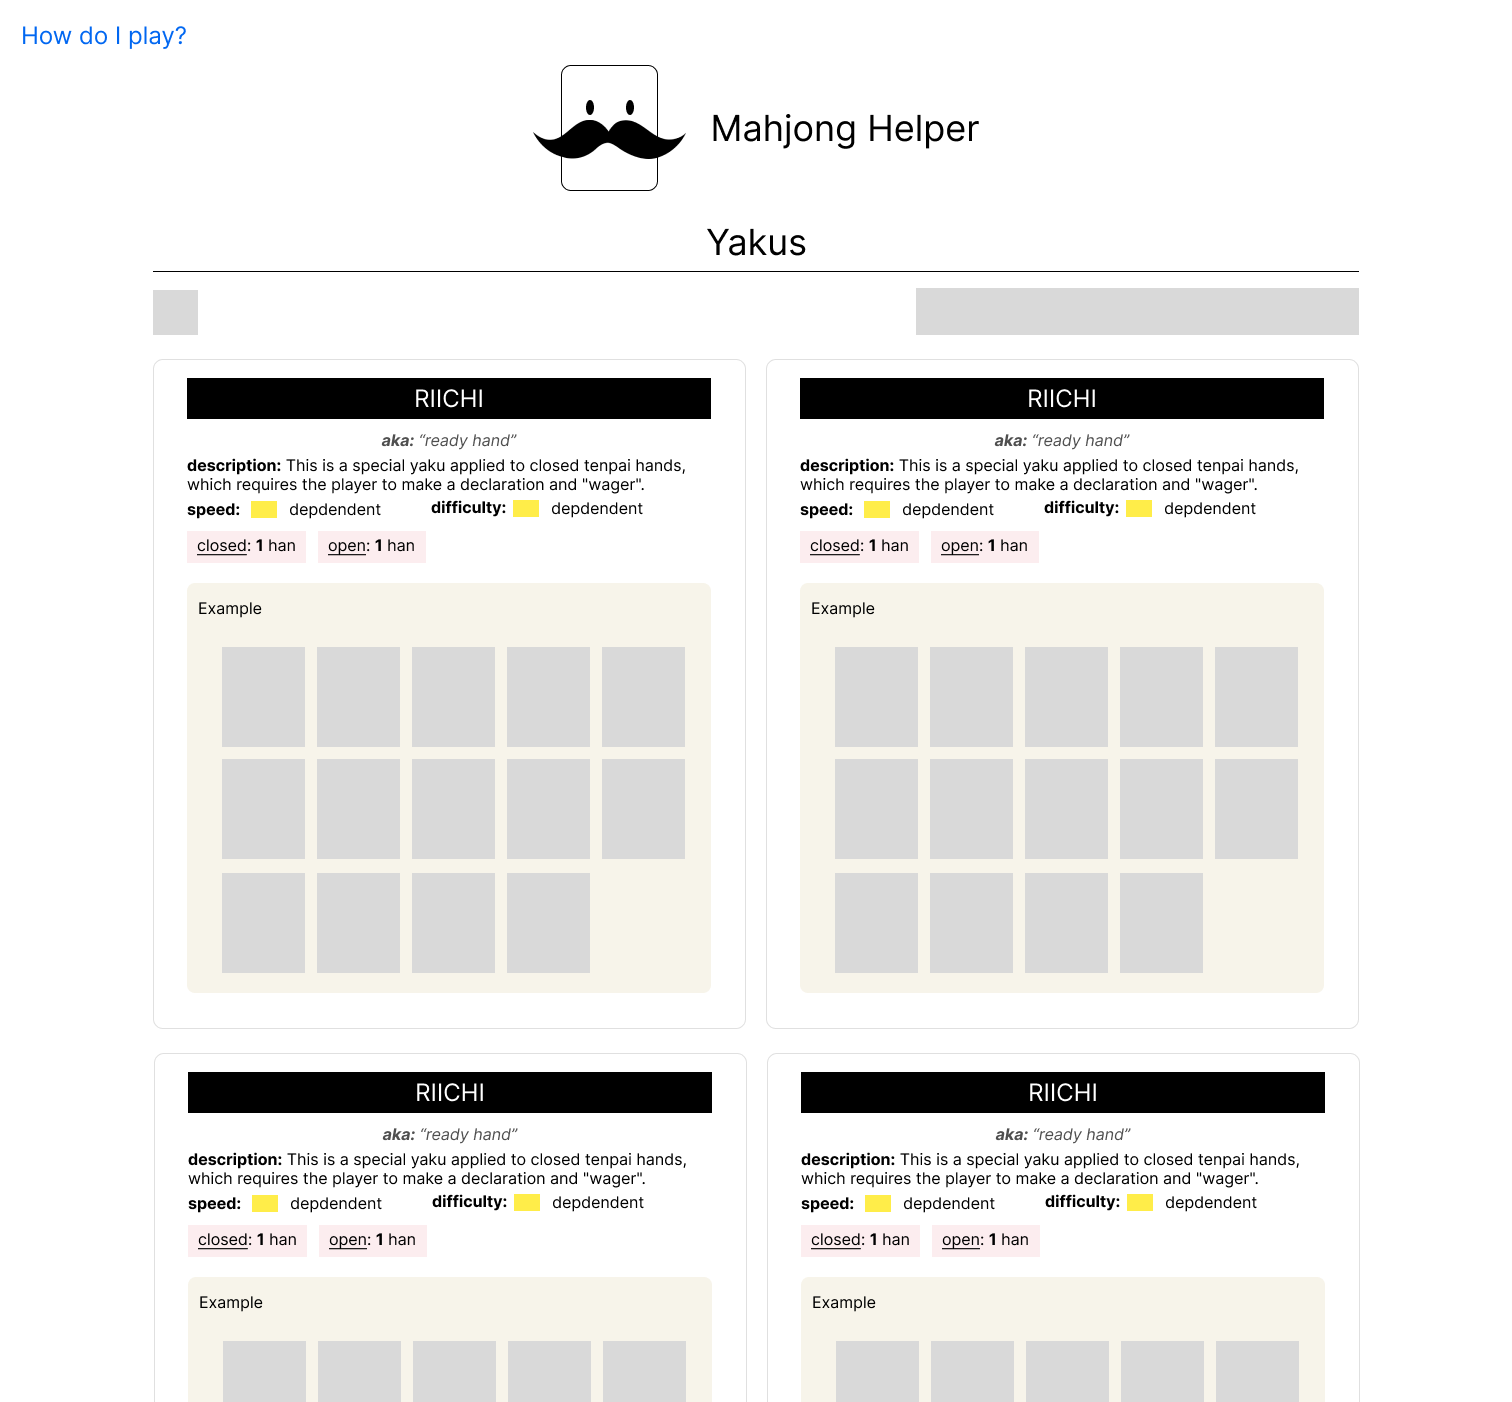 How do I play?
Mahjong Helper
Yakus
RIICHI
aka: “ready hand”
description: This is a special yaku applied to closed tenpai hands,
which requires the player to make a declaration and "wager".
speed: depdendent difficulty: depdendent
closed: 1 han open: 1 han
Example
RIICHI
aka: “ready hand”
description: This is a special yaku applied to closed tenpai hands,
which requires the player to make a declaration and "wager".
speed: depdendent difficulty: depdendent
closed: 1 han open: 1 han
Example
RIICHI
aka: “ready hand”
description: This is a special yaku applied to closed tenpai hands,
which requires the player to make a declaration and "wager".
speed: depdendent difficulty: depdendent
closed: 1 han open: 1 han
Example
RIICHI
aka: “ready hand”
description: This is a special yaku applied to closed tenpai hands,
which requires the player to make a declaration and "wager".
speed: depdendent difficulty: depdendent
closed: 1 han open: 1 han
Example